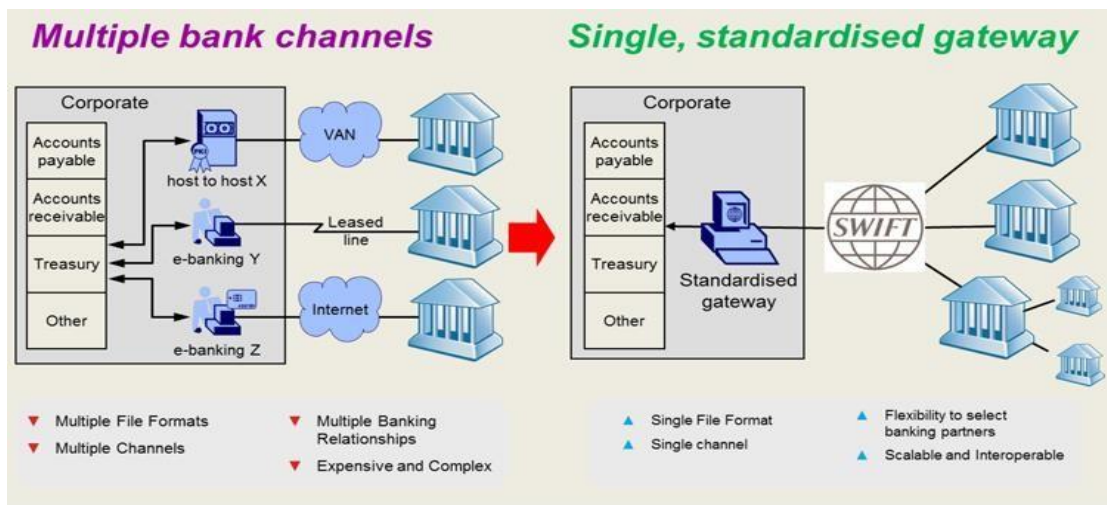 Multiple bank channels
Corporate
Accounts
payable
Accounts
receivable
Treasury
Other
PKI
host to host X
e-banking Y
e-banking Z
VAN
Leased
line
Internet
Multiple File Formats
Multiple Channels
Multiple Banking
Relationships
Expensive and Complex
Single, standardised gateway
Corporate
Accounts
payable
Accounts
receivable
Treasury
Other
Standardised
gateway
SWIFT
Single File Format
Single channel
Flexibility to select
banking partners
Scalable and Interoperable